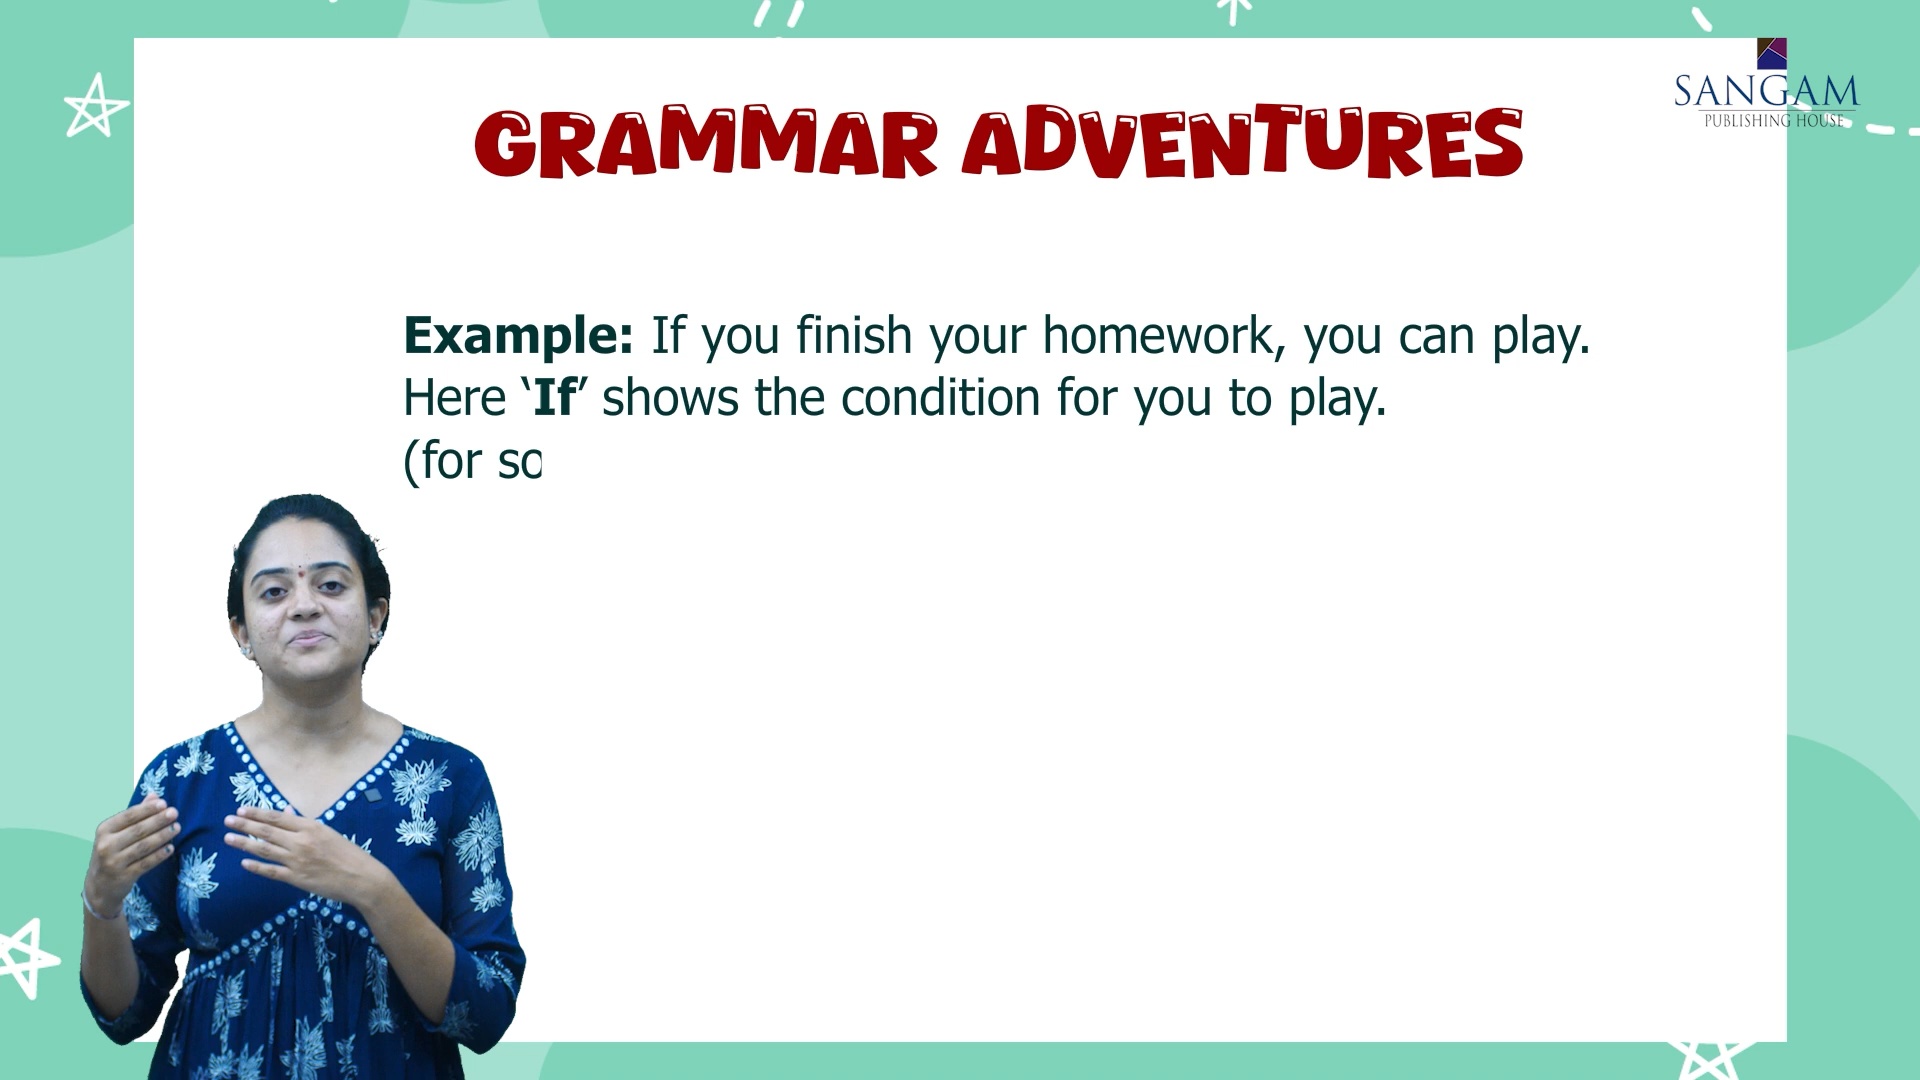 SANGAM
PUBLISHING HOUSE
GRAMMAR ADVENTURES
Example: If you finish your homework, you can play.
Here ‘If’ shows the condition for you to play.
(for so